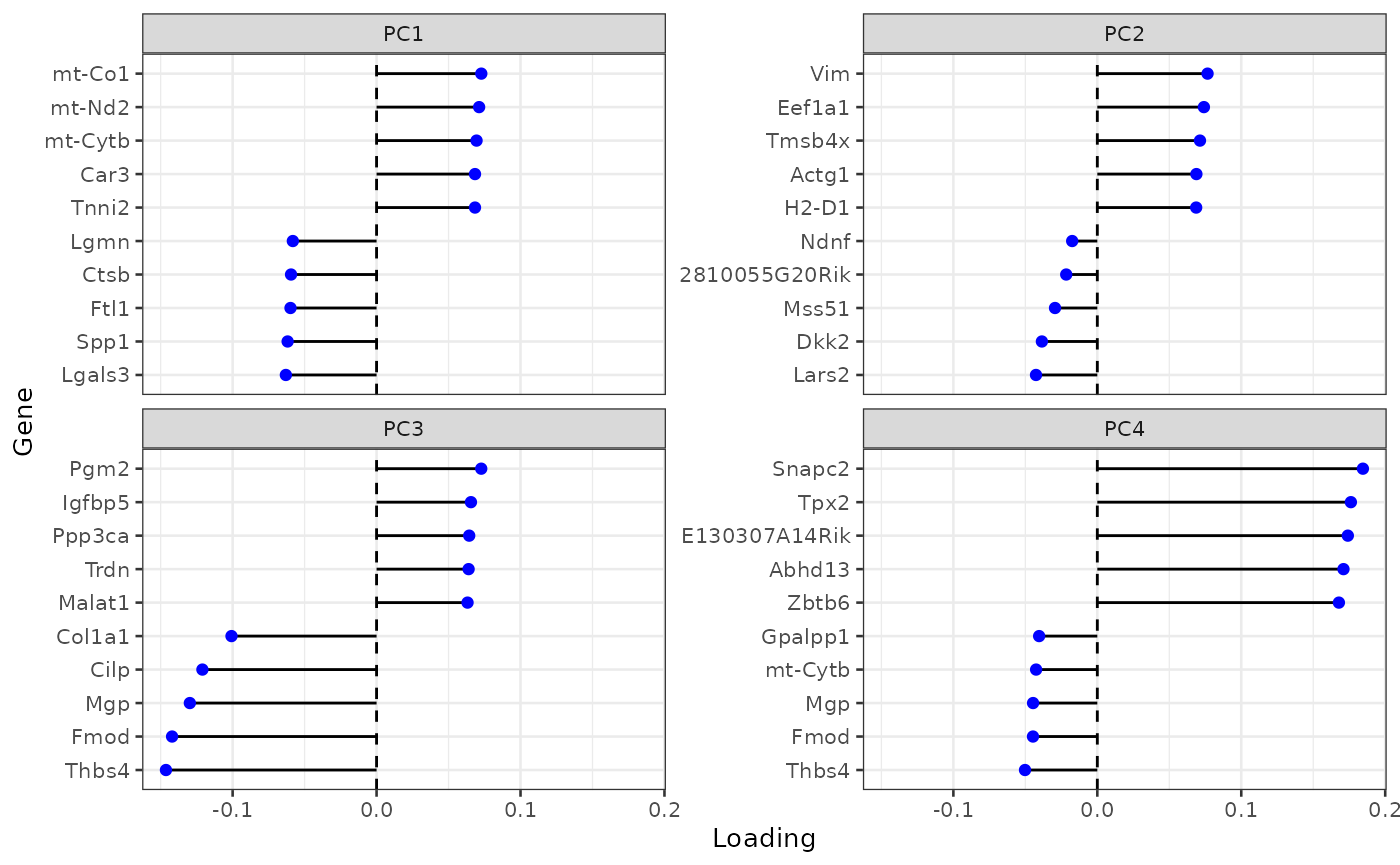 PC1
mt-Co1
mt-Nd2
mt-Cytb
Car3
Tnni2
Lgmn
Ctsb
Ftl1
Spp1
Lgals3
PC2
Vim
Eef1a1
Tmsb4x
Actg1
H2-D1
Ndnf
2810055G20Rik
Mss51
Dkk2
Lars2
Gene
PC3
Pgm2
Igfbp5
Ppp3ca
Trdn
Malat1
Col1a1
Cilp
Mgp
Fmod
Thbs4
-0.1 0.0 0.1 0.2
PC4
Snapc2
Tpx2
E130307A14Rik
Abhd13
Zbtb6
Gpalpp1
mt-Cytb
Mgp
Fmod
Thbs4
-0.1 0.0 0.1 0.2
Loading